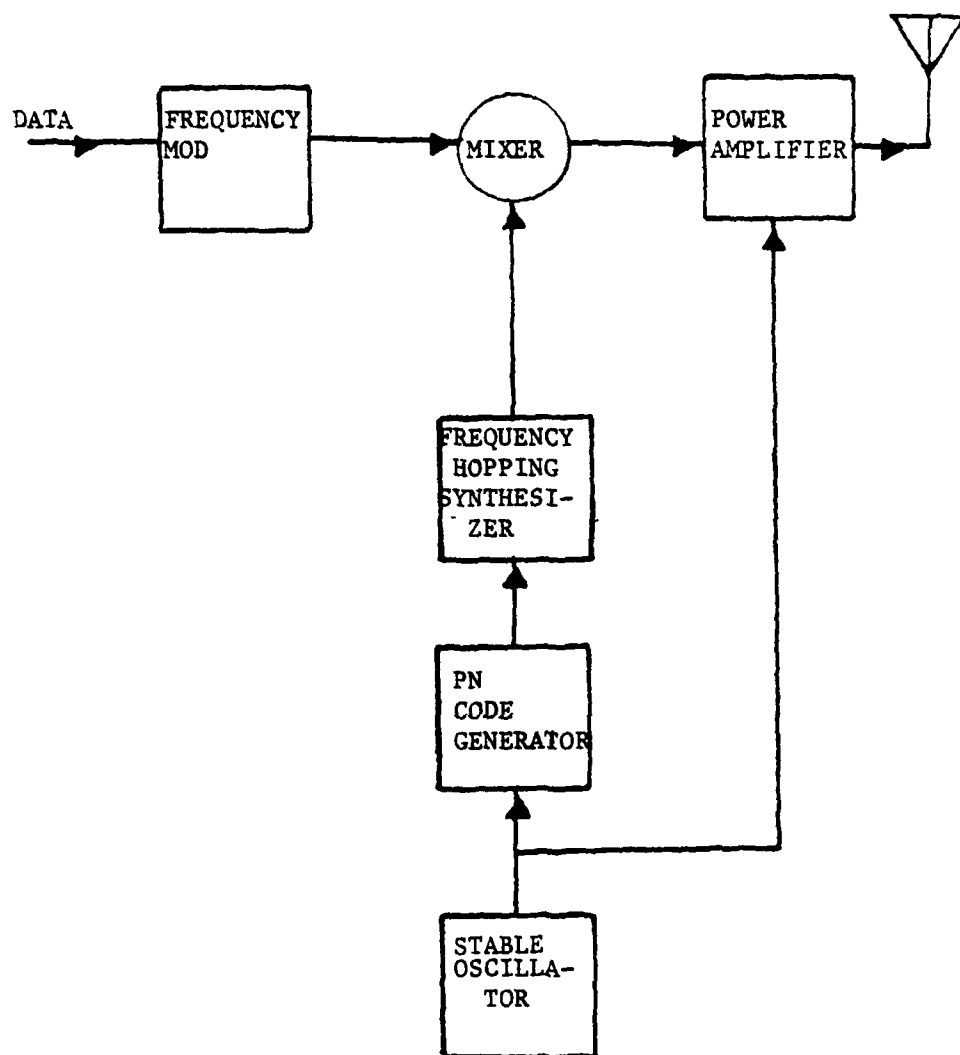 DATA
FREQUENCY
MOD
MIXER
POWER
AMPLIFIER
FREQUENCY
HOPPING
SYNTHESI-
ZER
PN
CODE
GENERATOR
STABLE
OSCILLA-
TOR